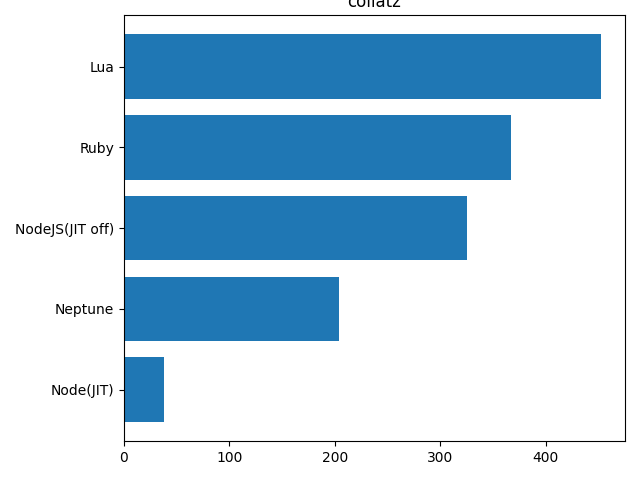 collatz
Lua
Ruby
NodeJS(JIT off)
Neptune
Node(JIT)
0 100 200 300 400